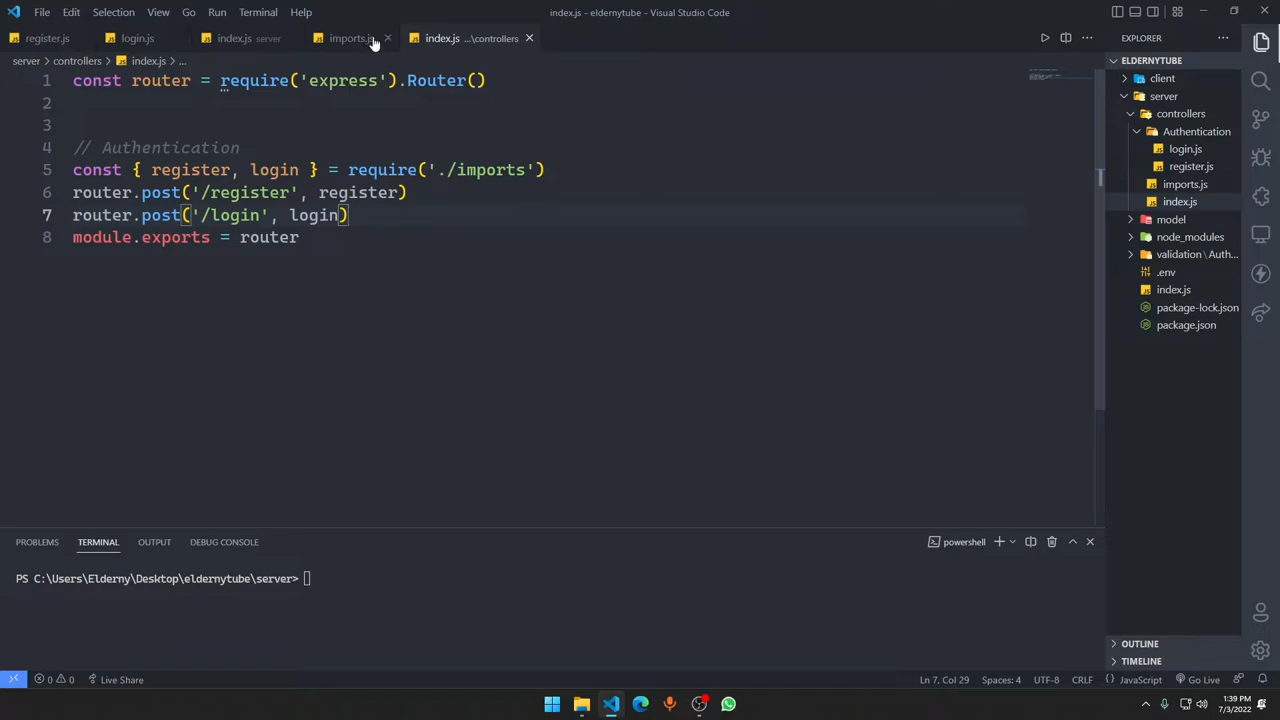 File Edit Selection View Go Run Terminal Help
index.js - eldernytube - Visual Studio Code
register.js login.js index.js server imports.js index.js ...\controllers
server > controllers > index.js > ...
1 const router = require('express').Router()
2
3
4 // Authentication
5 const { register, login } = require('./imports')
6 router.post('/register', register)
7 router.post('/login', login)
8 module.exports = router
EXPLORER
ELDERNYTUBE
client
server
controllers
Authentication
login.js
register.js
imports.js
index.js
model
node_modules
validation\Auth...
.env
index.js
package-lock.json
package.json
OUTLINE
TIMELINE
PROBLEMS TERMINAL OUTPUT DEBUG CONSOLE
powershell
PS C:\Users\Elderny\Desktop\eldernytube\server>
0 0 Live Share
Ln 7, Col 29 Spaces: 4 UTF-8 CRLF {} JavaScript Go Live
1:39 PM
7/3/2022